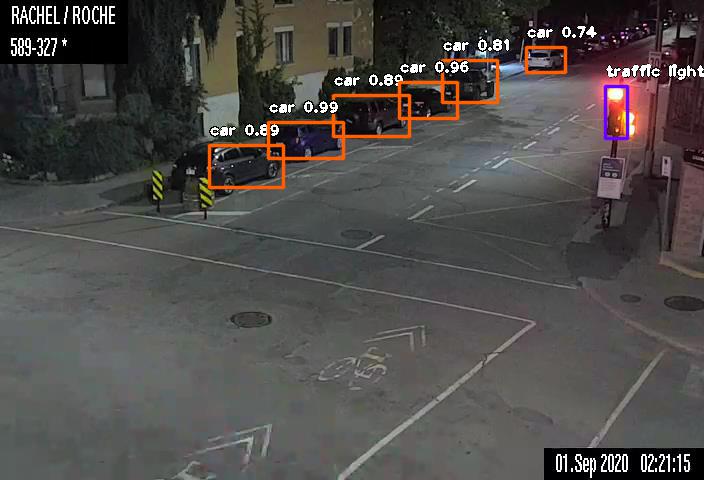 RACHEL / ROCHE
589-327 *
car 0.74
car 0.81
car 0.96
car 0.89
car 0.99
car 0.89
traffic light
01.Sep 2020 02:21:15